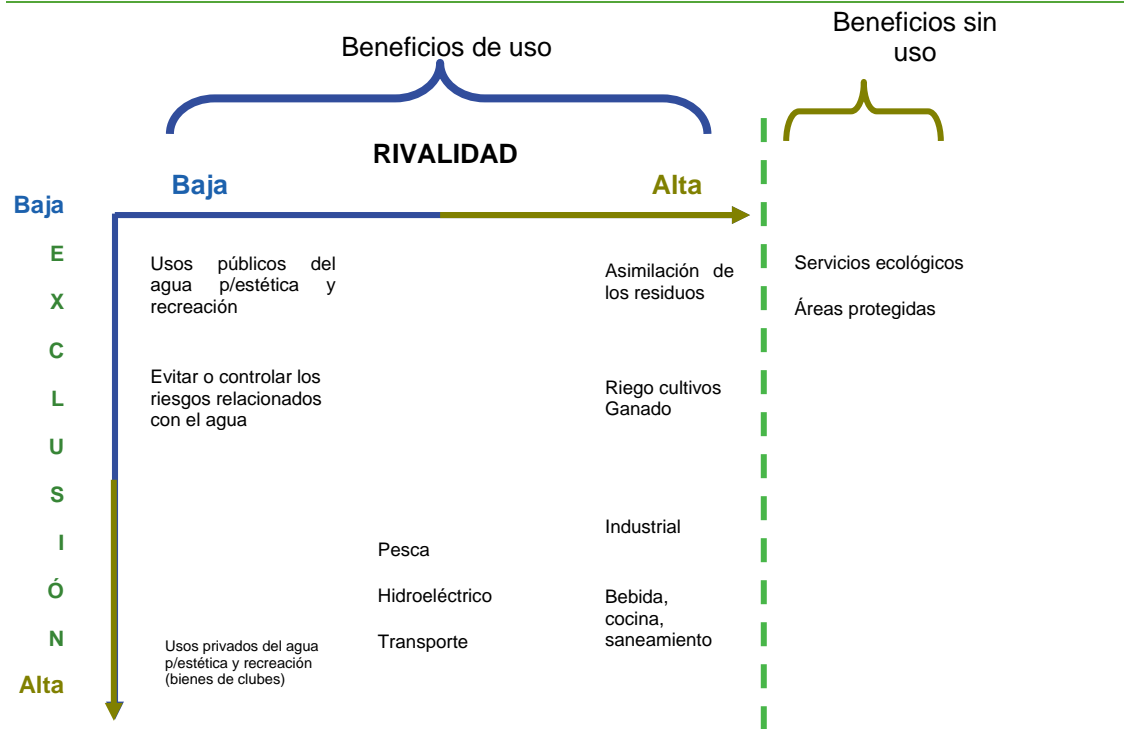 Beneficios de uso
Beneficios sin
uso
RIVALIDAD
Baja
Alta
Baja
E
X
C
L
U
S
I
Ó
N
Alta
Usos públicos del
agua p/estética y
recreación
Asimilación de
los residuos
Servicios ecológicos
Áreas protegidas
Evitar o controlar los
riesgos relacionados
con el agua
Riego cultivos
Ganado
Industrial
Pesca
Hidroeléctrico
Transporte
Bebida,
cocina,
saneamiento
Usos privados del agua
p/estética y recreación
(bienes de clubes)